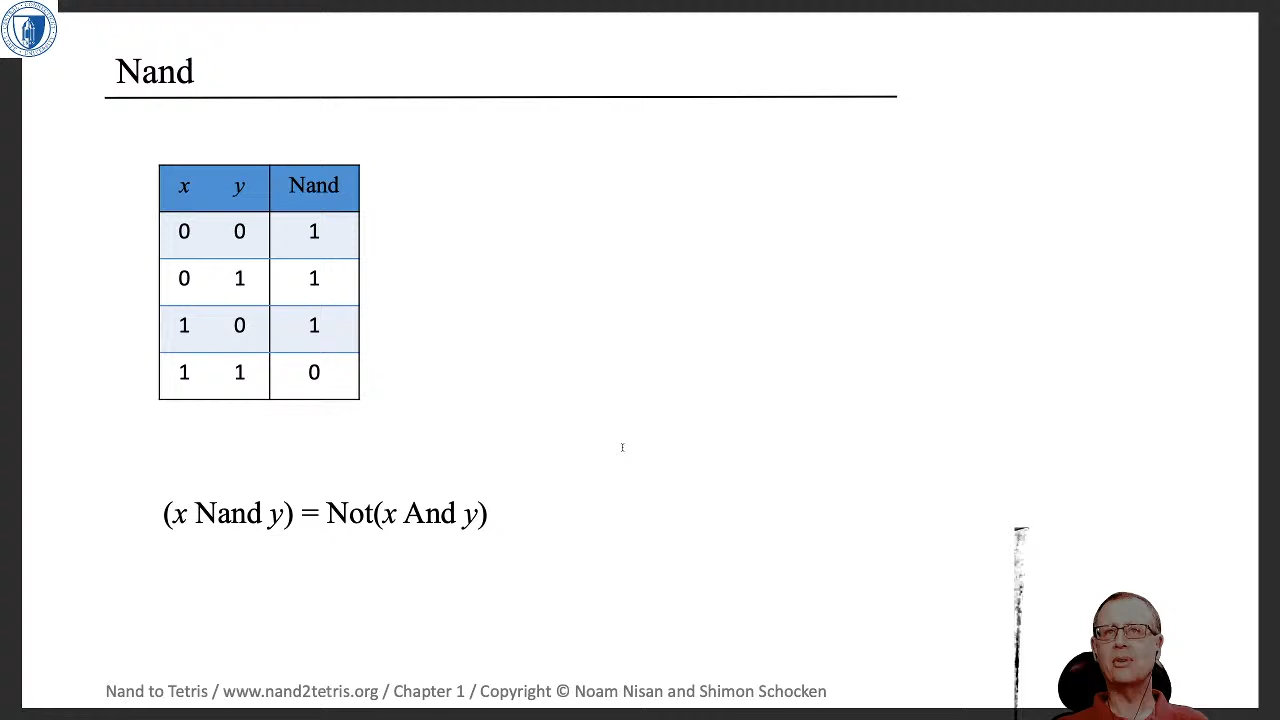 Nand
x y Nand
0 0 1
0 1 1
1 0 1
1 1 0
(x Nand y) = Not(x And y)
Nand to Tetris / www.nand2tetris.org / Chapter 1 / Copyright © Noam Nisan and Shimon Schocken